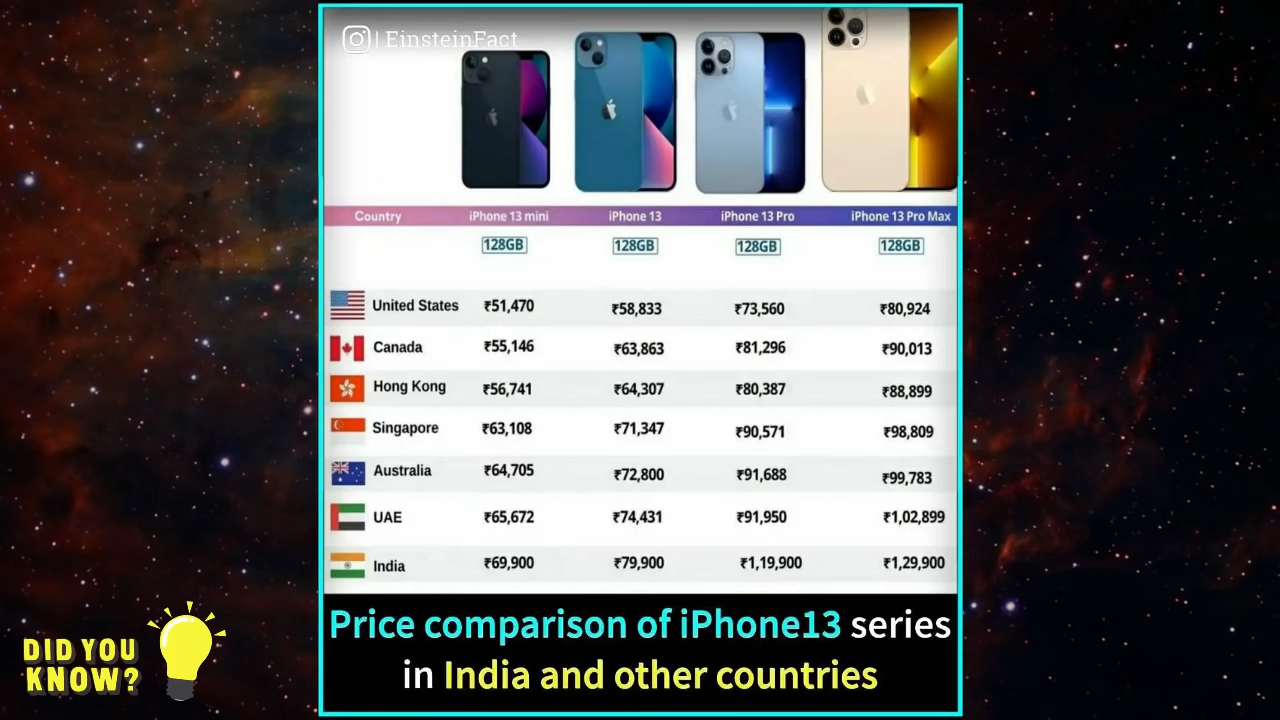 | EinsteinFact
Country iPhone 13 mini iPhone 13 iPhone 13 Pro iPhone 13 Pro Max
128GB 128GB 128GB 128GB
United States ₹51,470 ₹58,833 ₹73,560 ₹80,924
Canada ₹55,146 ₹63,863 ₹81,296 ₹90,013
Hong Kong ₹56,741 ₹64,307 ₹80,387 ₹88,899
Singapore ₹63,108 ₹71,347 ₹90,571 ₹98,809
Australia ₹64,705 ₹72,800 ₹91,688 ₹99,783
UAE ₹65,672 ₹74,431 ₹91,950 ₹1,02,899
India ₹69,900 ₹79,900 ₹1,19,900 ₹1,29,900
Price comparison of iPhone13 series
in India and other countries
DID YOU
KNOW?